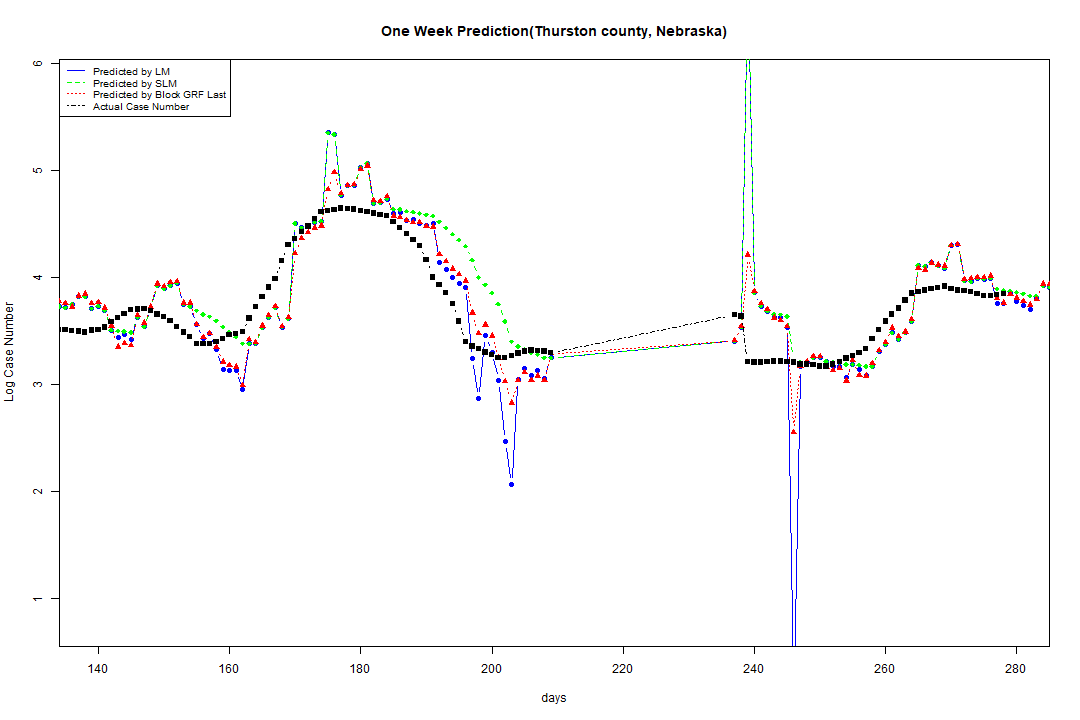 One Week Prediction(Thurston county, Nebraska)
Predicted by LM
Predicted by SLM
Predicted by Block GRF Last
Actual Case Number
Log Case Number
6
5
4
3
2
1
140 160 180 200 220 240 260 280
days